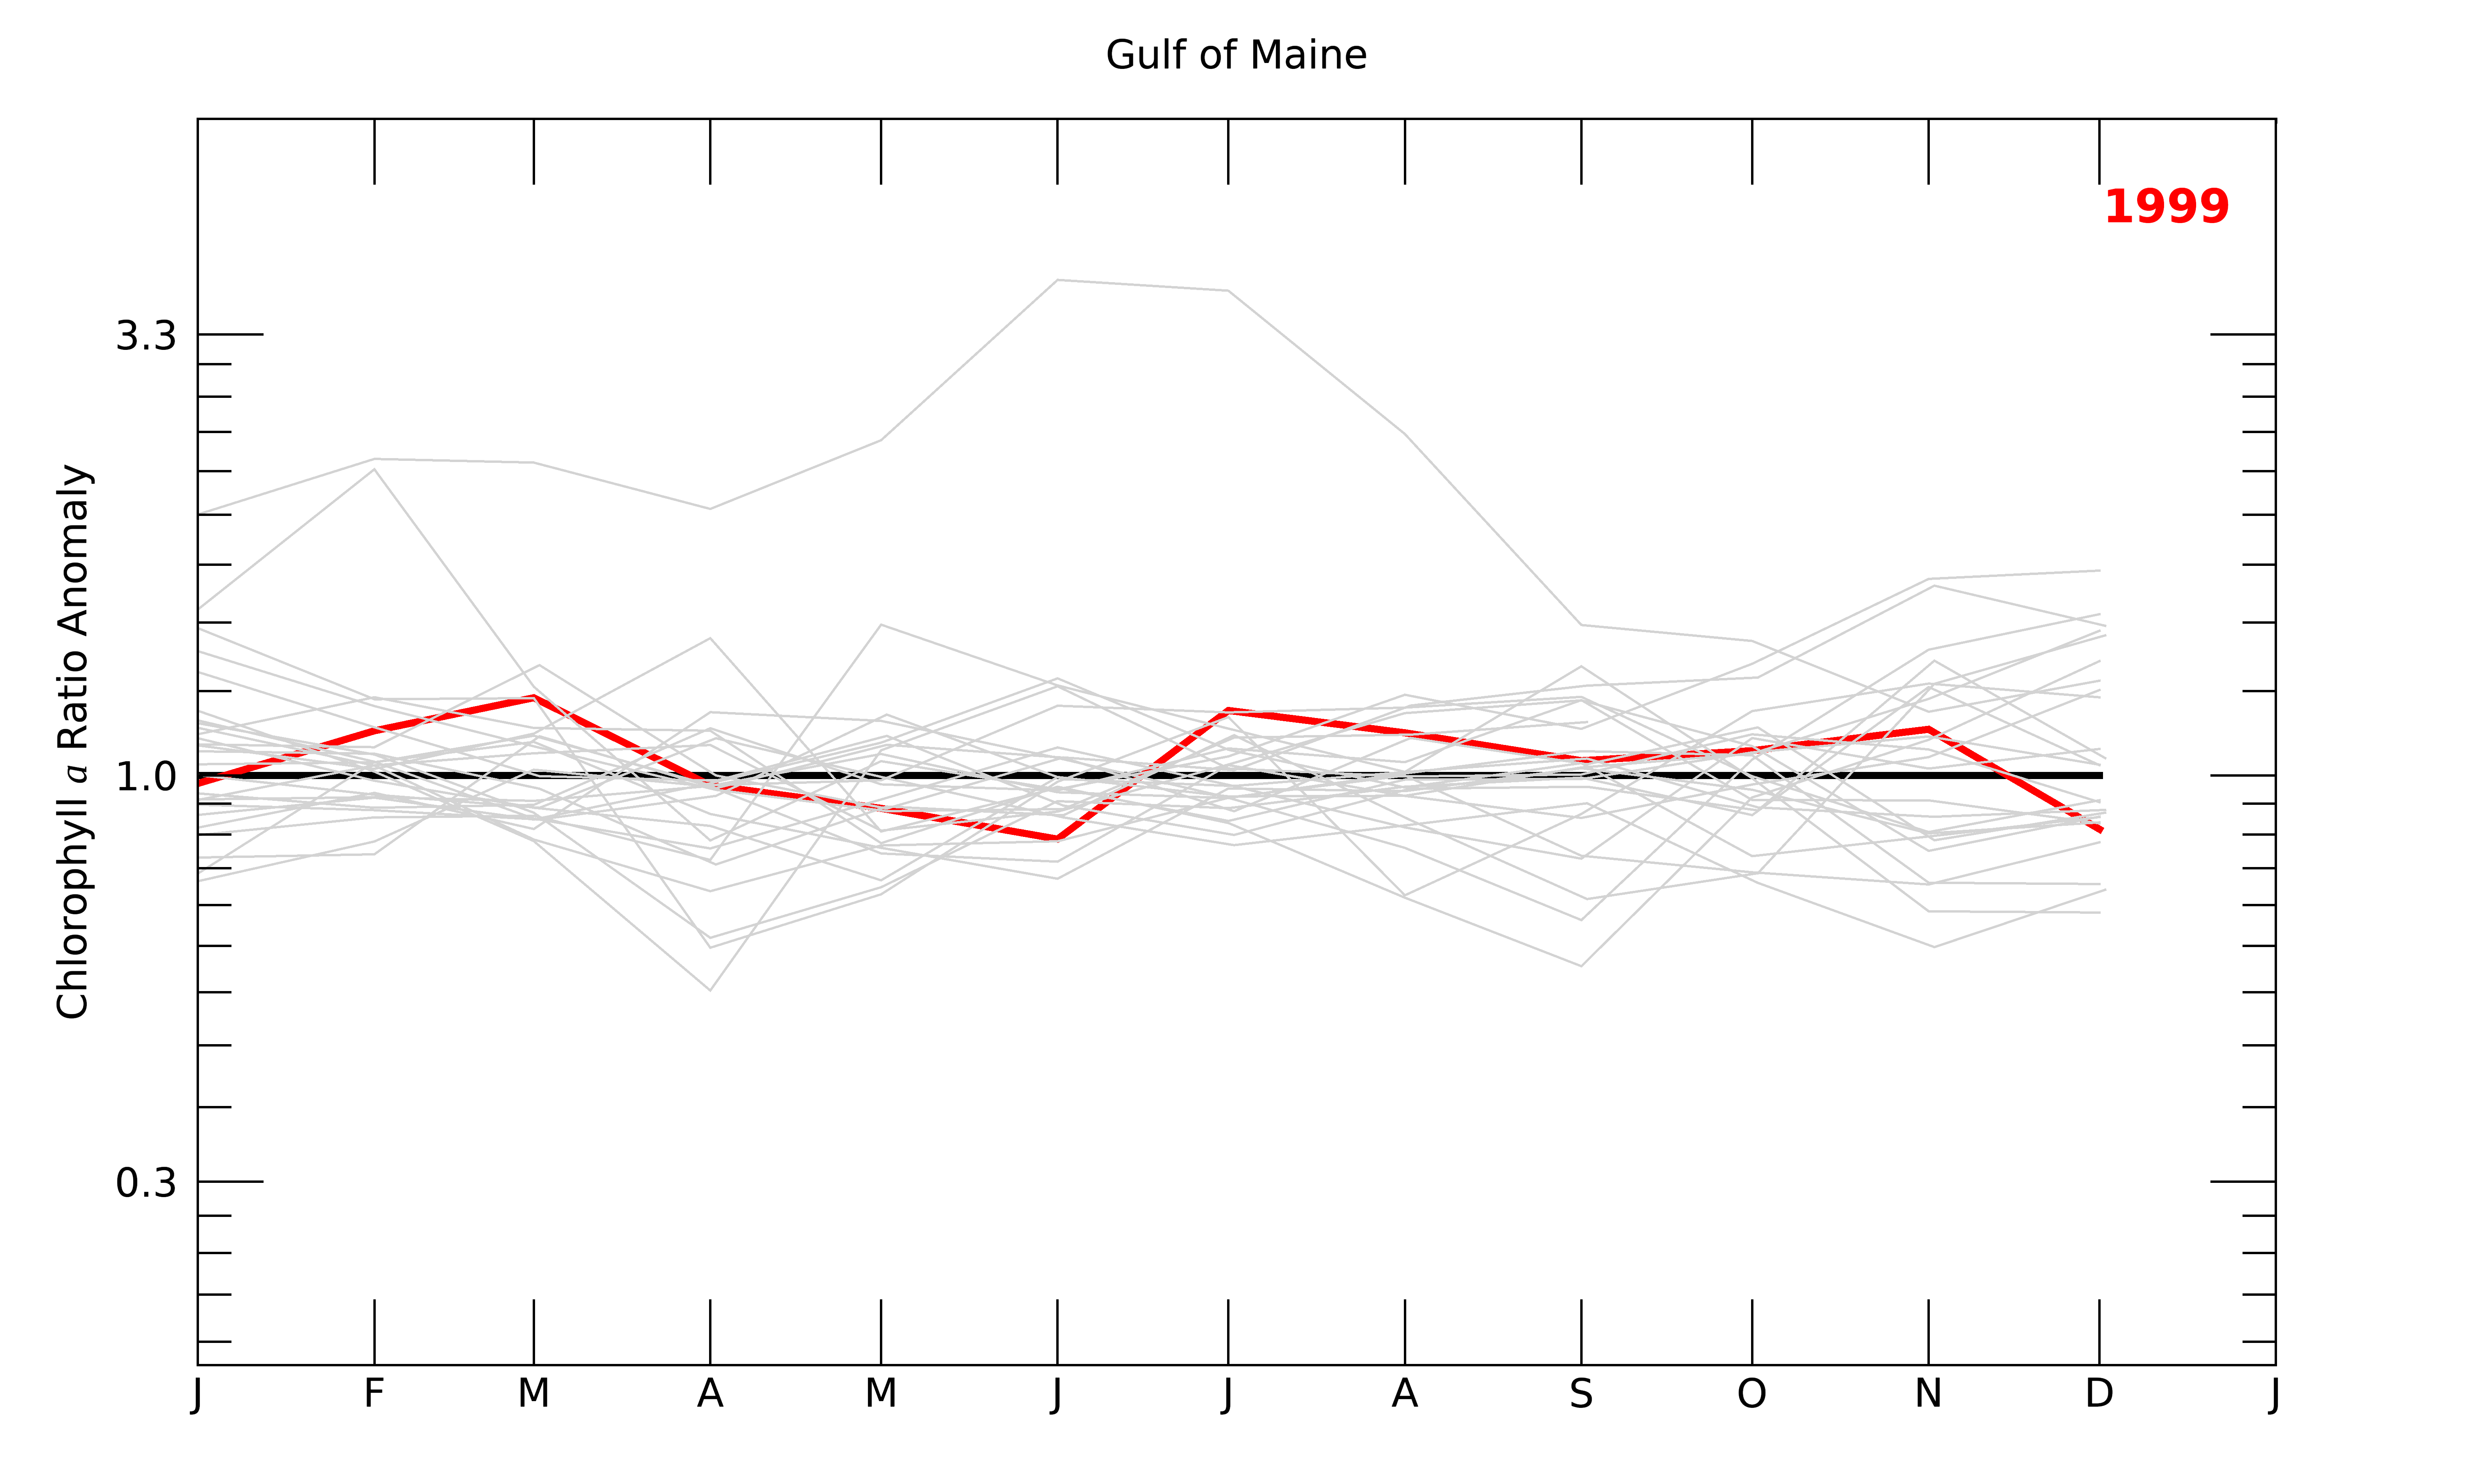 Gulf of Maine
1999
Chlorophyll a Ratio Anomaly
3.3
1.0
0.3
J F M A M J J A S O N D J